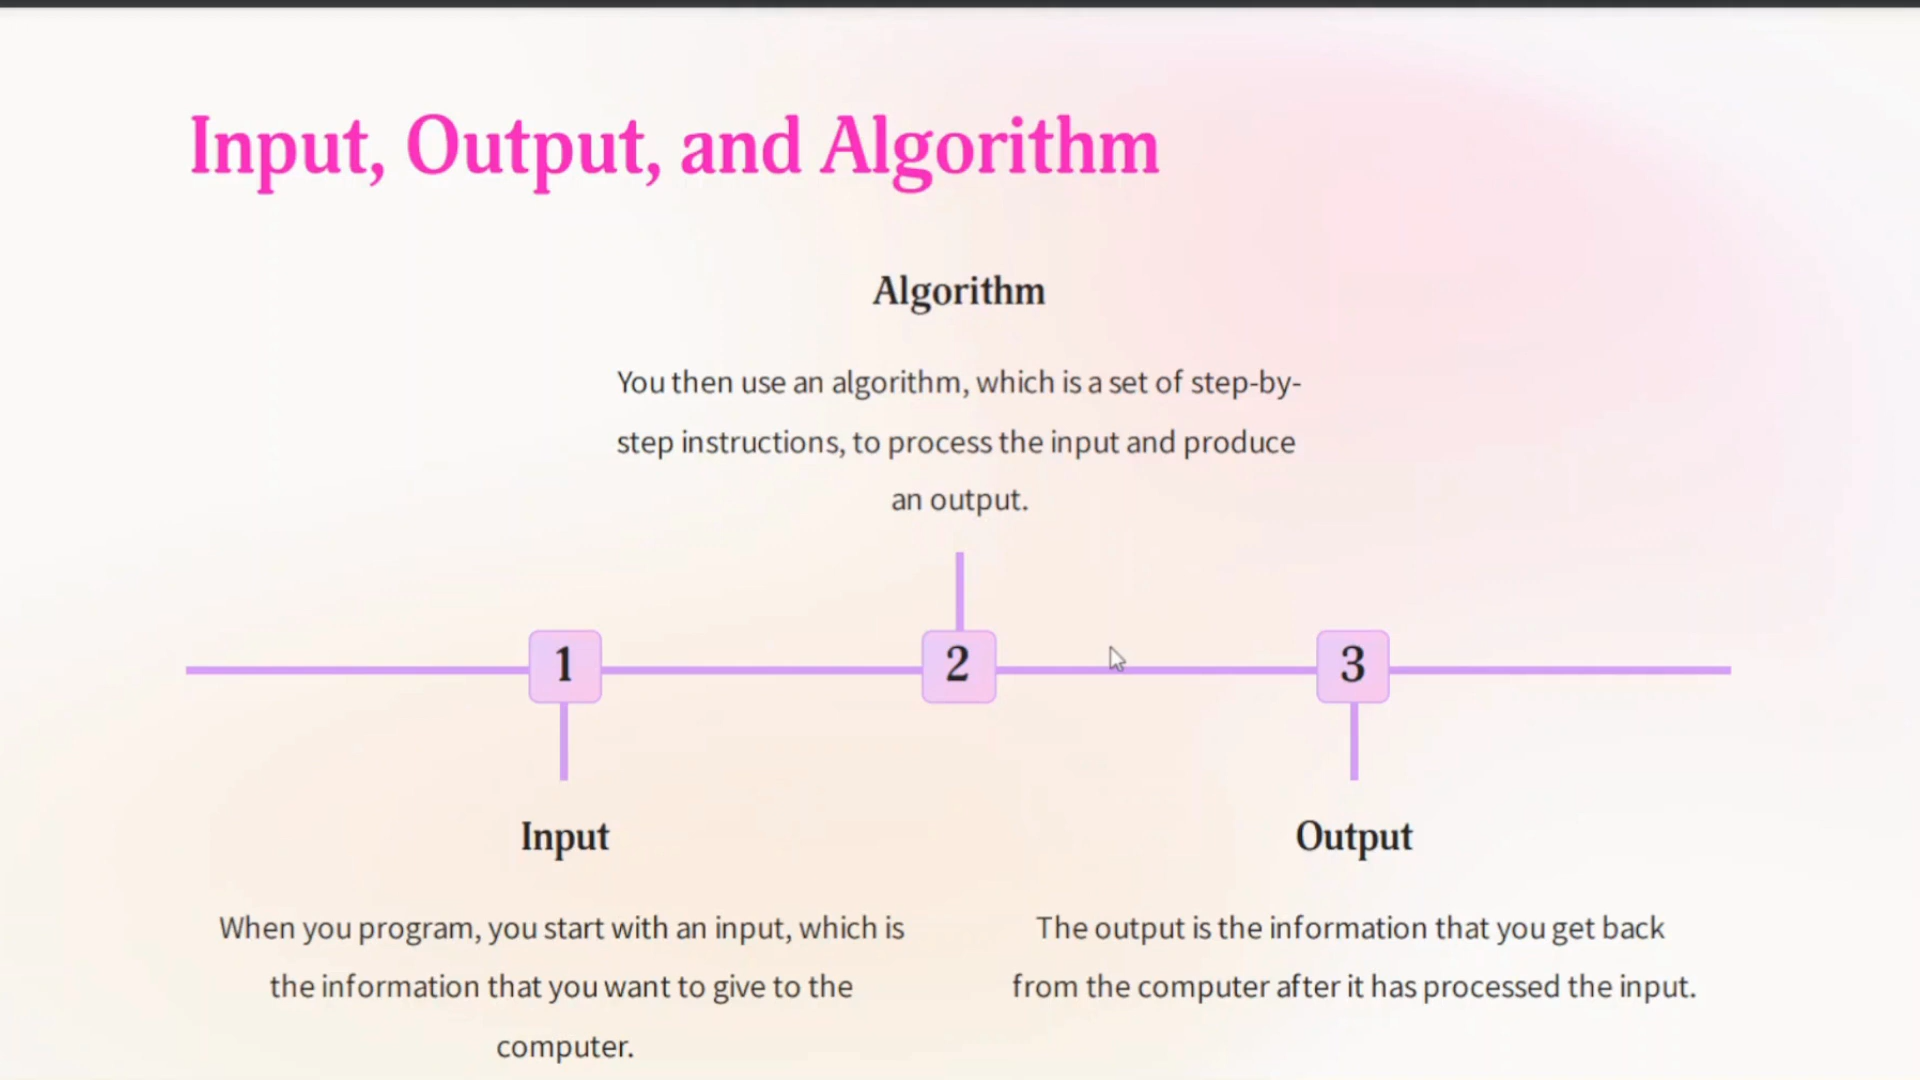 Input, Output, and Algorithm
Algorithm
You then use an algorithm, which is a set of step-by-
step instructions, to process the input and produce
an output.
1
2
3
Input
When you program, you start with an input, which is
the information that you want to give to the
computer.
Output
The output is the information that you get back
from the computer after it has processed the input.